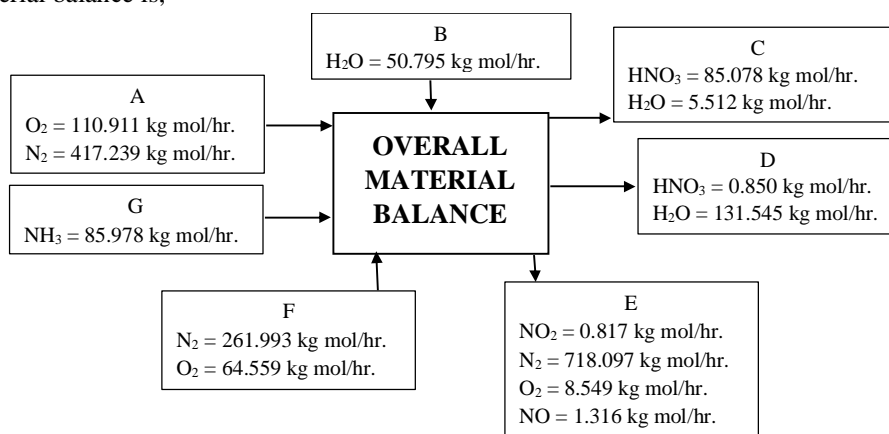 erial balance is,
B
H₂O = 50.795 kg mol/hr.
C
HNO₃ = 85.078 kg mol/hr.
H₂O = 5.512 kg mol/hr.
A
O₂ = 110.911 kg mol/hr.
N₂ = 417.239 kg mol/hr.
OVERALL
MATERIAL
BALANCE
D
HNO₃ = 0.850 kg mol/hr.
H₂O = 131.545 kg mol/hr.
G
NH₃ = 85.978 kg mol/hr.
F
N₂ = 261.993 kg mol/hr.
O₂ = 64.559 kg mol/hr.
E
NO₂ = 0.817 kg mol/hr.
N₂ = 718.097 kg mol/hr.
O₂ = 8.549 kg mol/hr.
NO = 1.316 kg mol/hr.